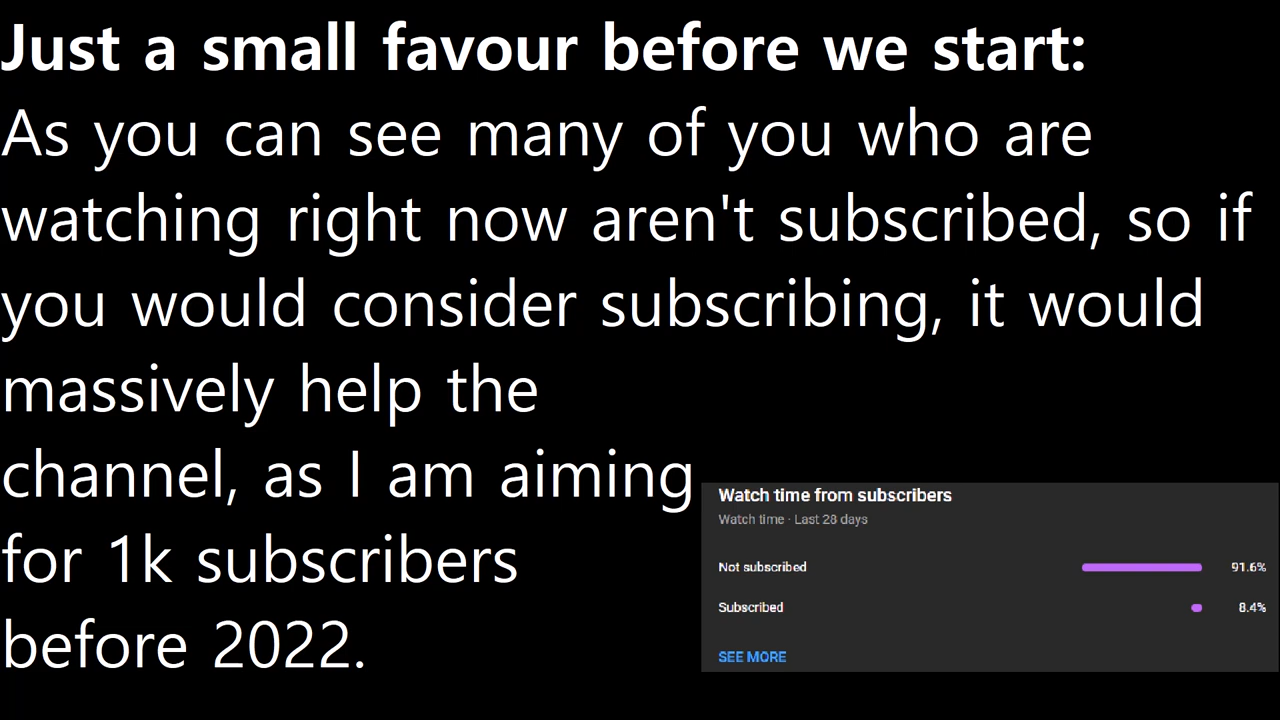 Just a small favour before we start:
As you can see many of you who are
watching right now aren't subscribed, so if
you would consider subscribing, it would
massively help the
channel, as I am aiming
for 1k subscribers
before 2022.
Watch time from subscribers
Watch time · Last 28 days
Not subscribed 91.6%
Subscribed 8.4%
SEE MORE